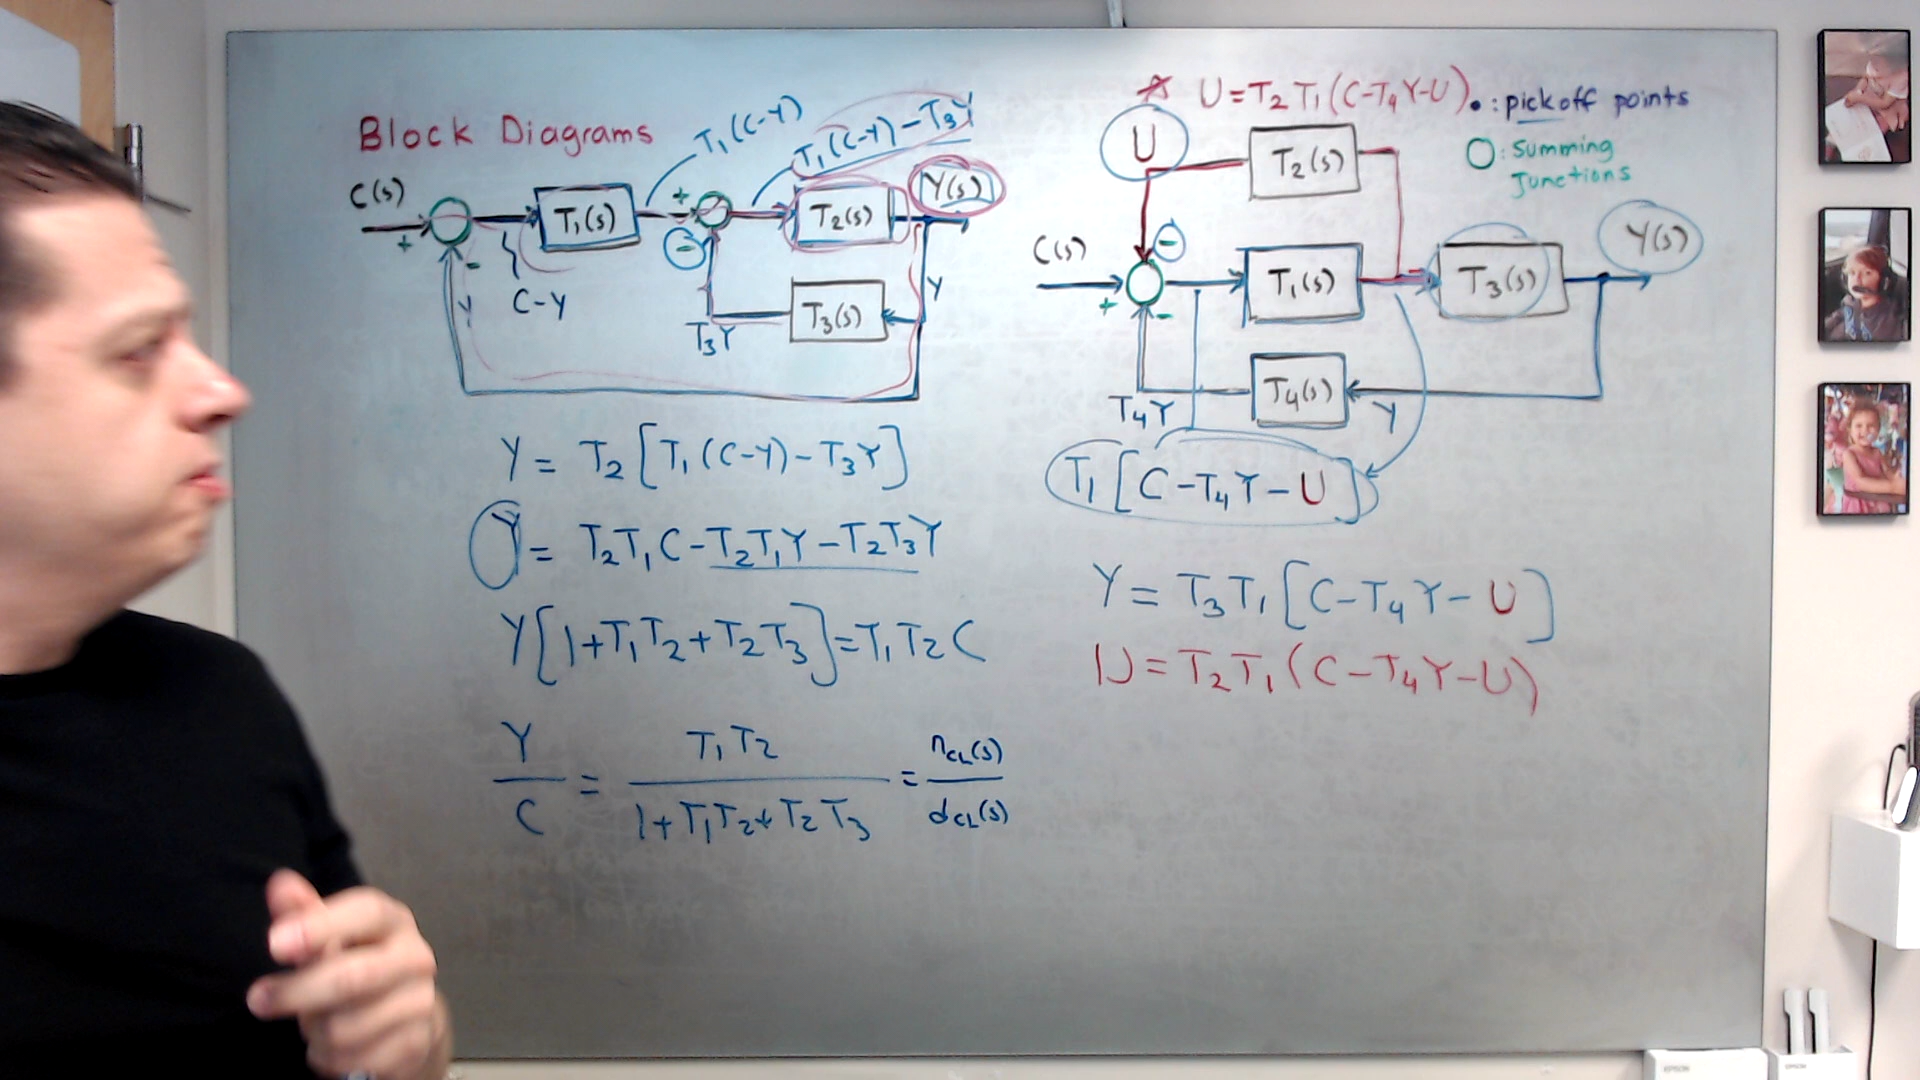 Block Diagrams
T₁(C-Y)
T₁(C-Y)-T₃Y
C(s)
+
-
T₁(s)
+
-
T₂(s)
Y(s)
C-Y
Y
T₃Y
T₃(s)
Y
Y = T₂[T₁(C-Y)-T₃Y]
Y = T₂T₁C-T₂T₁Y-T₂T₃Y
Y[1+T₁T₂+T₂T₃]=T₁T₂C
Y/C = T₁T₂/(1+T₁T₂+T₂T₃) = n_CL(s)/d_CL(s)
U=T₂T₁(C-T₄Y-U)
•: pickoff points
O: Summing
Junctions
U
T₂(s)
-
C(s)
+
-
T₁(s)
T₃(s)
Y(s)
T₄Y
T₄(s)
Y
T₁[C-T₄Y-U]
Y = T₃T₁[C-T₄Y-U]
U = T₂T₁(C-T₄Y-U)
EPSON
EPSON